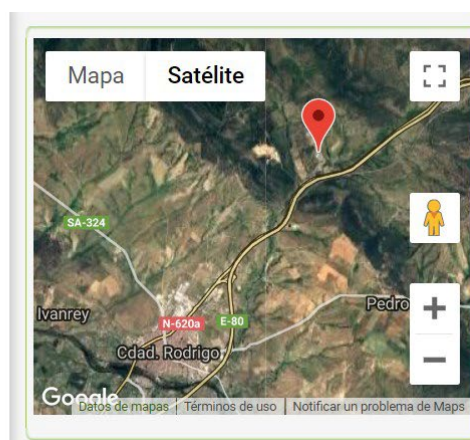 Mapa Satélite
SA-324
Ivanrey
Pedro
N-620a E-80
Cdad. Rodrigo
Google
Datos de mapas Términos de uso Notificar un problema de Maps